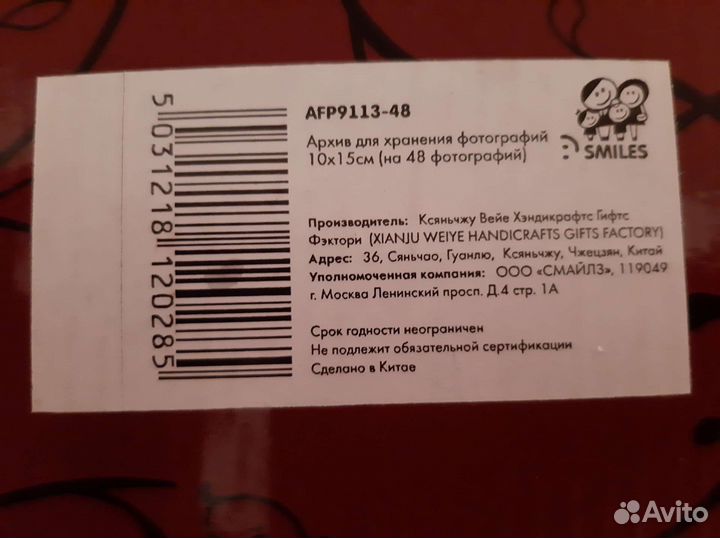 AFP9113-48
Архив для хранения фотографий
10х15см (на 48 фотографий)
SMILES
Производитель: Ксяньчжу Вейе Хэндикрафтс Гифтс
Фэктори (XIANJU WEIYE HANDICRAFTS GIFTS FACTORY)
Адрес: 36, Сяньчао, Гуанлю, Ксяньчжу, Чжецзян, Китай
Уполномоченная компания: ООО «СМАЙЛЗ», 119049
г. Москва Ленинский просп. Д.4 стр. 1А
Срок годности неограничен
Не подлежит обязательной сертификации
Сделано в Китае
5 031218 120285
Avito